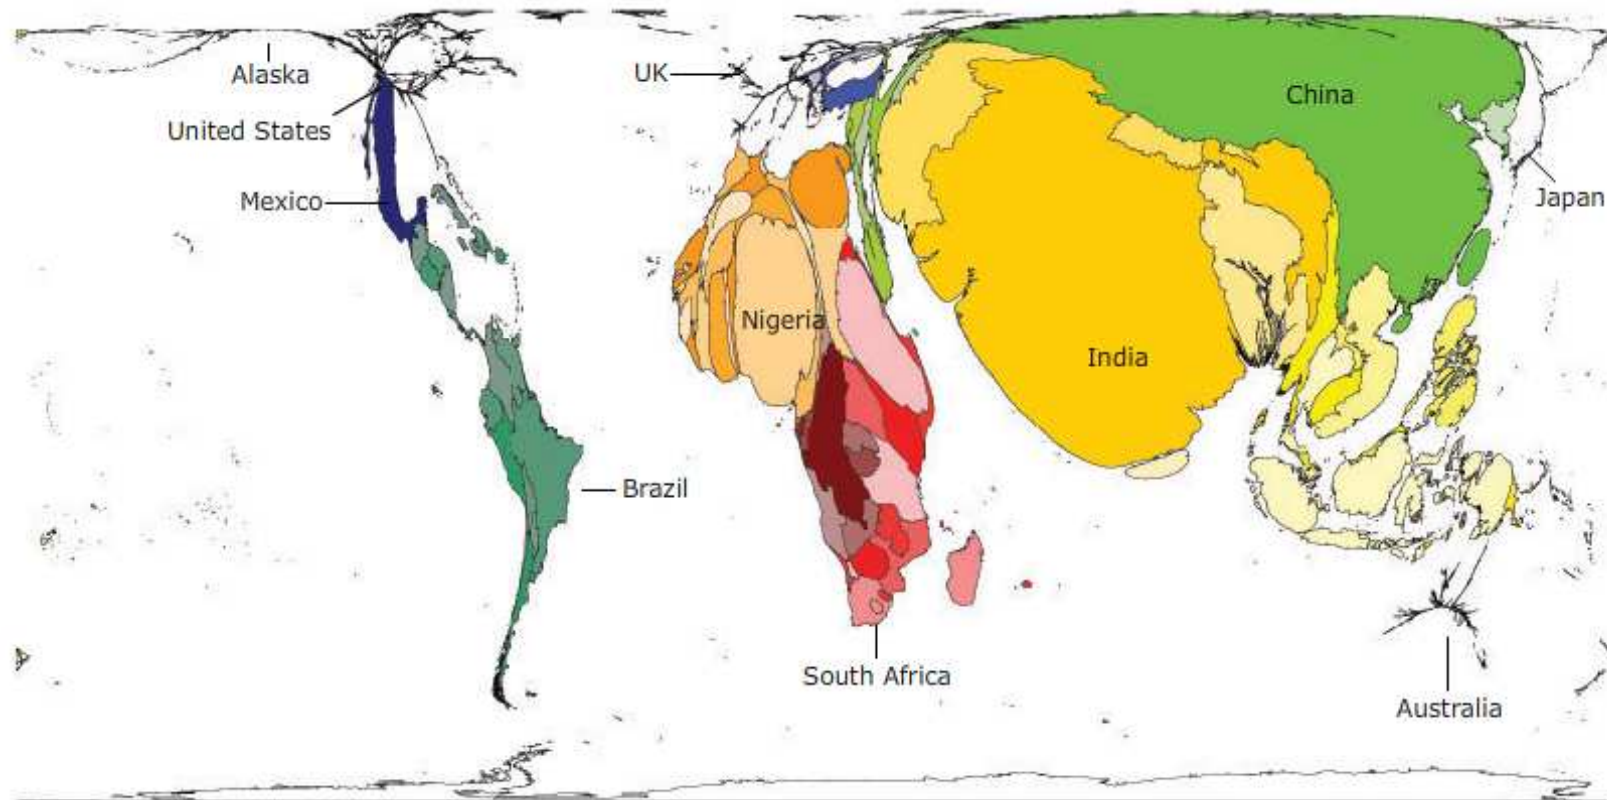 Alaska
UK
China
United States
Mexico
Japan
Nigeria
India
Brazil
South Africa
Australia